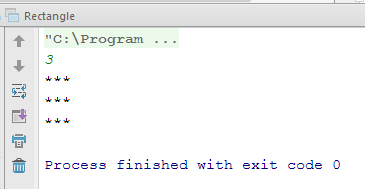 Rectangle
"C:\Program ...
3
***
***
***
Process finished with exit code 0